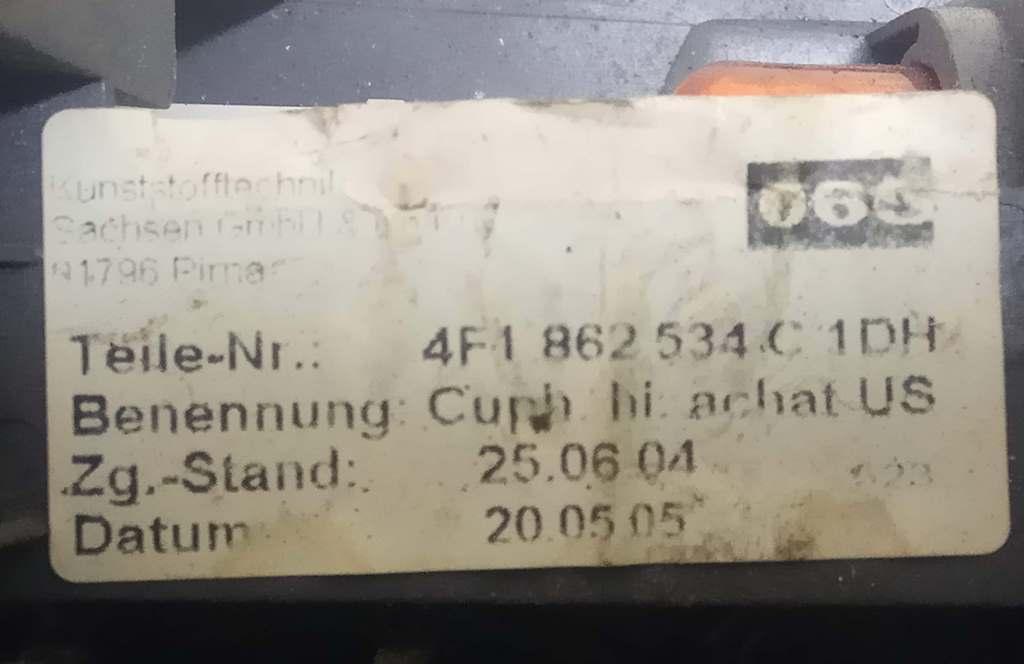 Kunststofftechnik
Sachsen GmbH &
01796 Pirna
Teile-Nr.: 4F1 862 534 C 1DH
Benennung: Cuph. hi. achat US
Zg.-Stand: 25.06.04 623
Datum 20.05.05